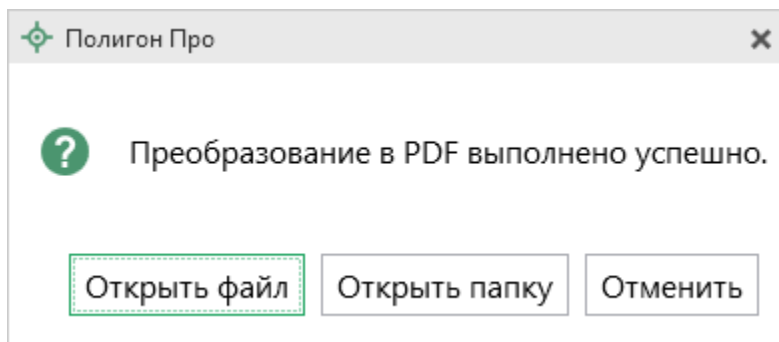 Полигон Про
Преобразование в PDF выполнено успешно.
Открыть файл Открыть папку Отменить